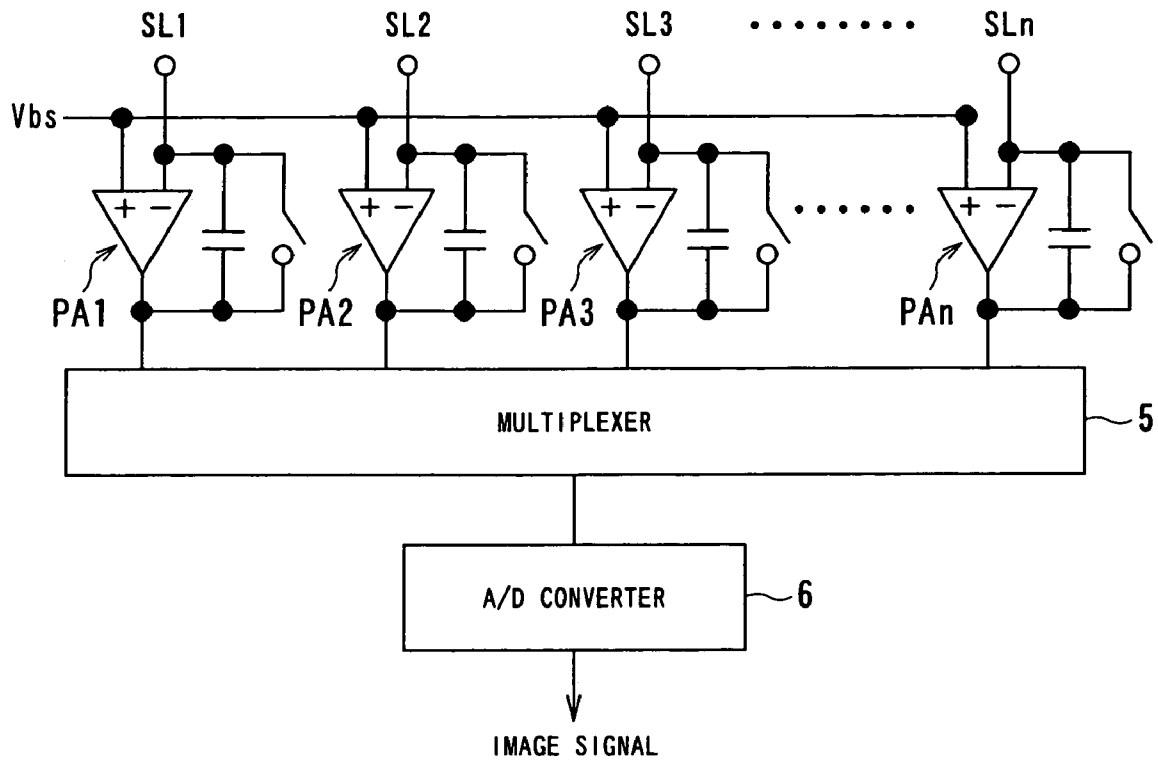 SL1 SL2 SL3 ········ SLn
Vbs
+ − + − + − ······ + −
PA1 PA2 PA3 PAn
MULTIPLEXER 5
A/D CONVERTER 6
IMAGE SIGNAL